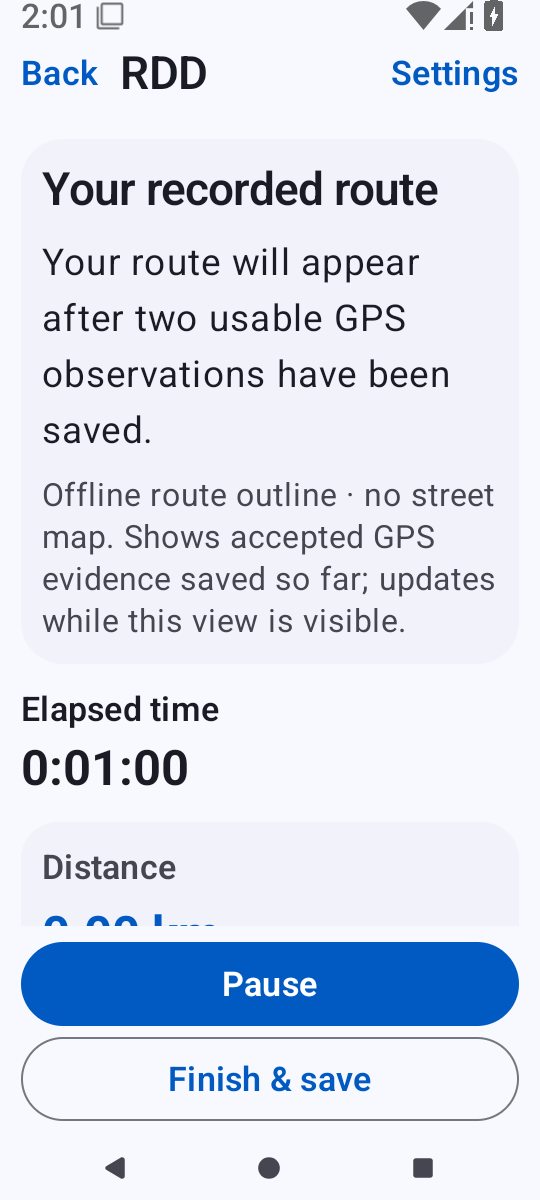 2:01
Back RDD Settings
Your recorded route
Your route will appear
after two usable GPS
observations have been
saved.
Offline route outline · no street
map. Shows accepted GPS
evidence saved so far; updates
while this view is visible.
Elapsed time
0:01:00
Distance
Pause
Finish & save